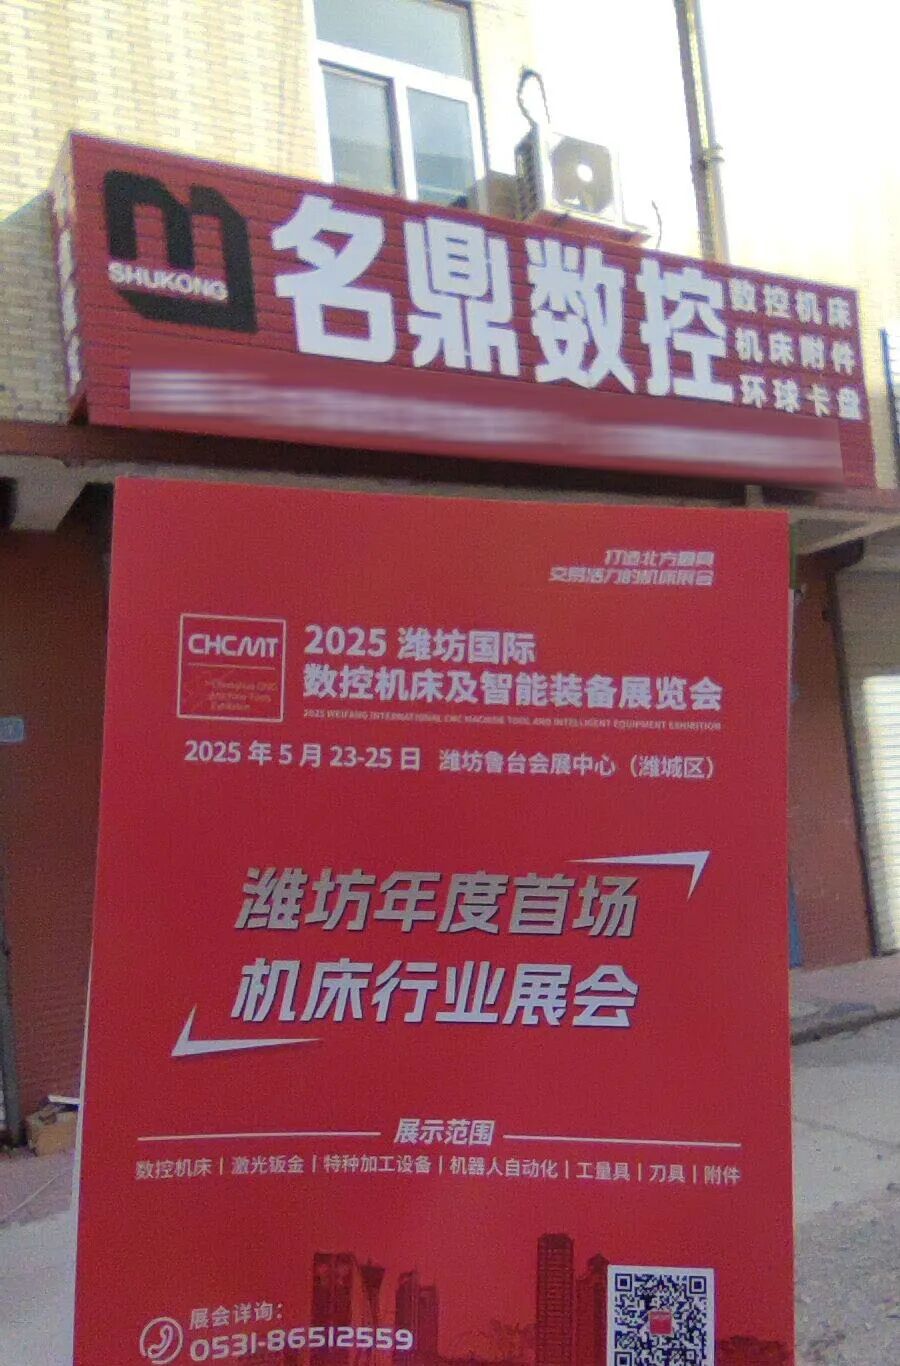 SHUKONG
名鼎数控
数控机床
机床附件
环球卡盘
打造北方最具
交易活力的机床展会
CHCMT
2025 潍坊国际
数控机床及智能装备展览会
2025 WEIFANG INTERNATIONAL CNC MACHINE TOOL AND INTELLIGENT EQUIPMENT EXHIBITION
2025 年 5 月 23-25 日 潍坊鲁台会展中心（潍城区）
潍坊年度首场
机床行业展会
展示范围
数控机床 | 激光钣金 | 特种加工设备 | 机器人自动化 | 工量具 | 刀具 | 附件
展会详询：
0531-86512559